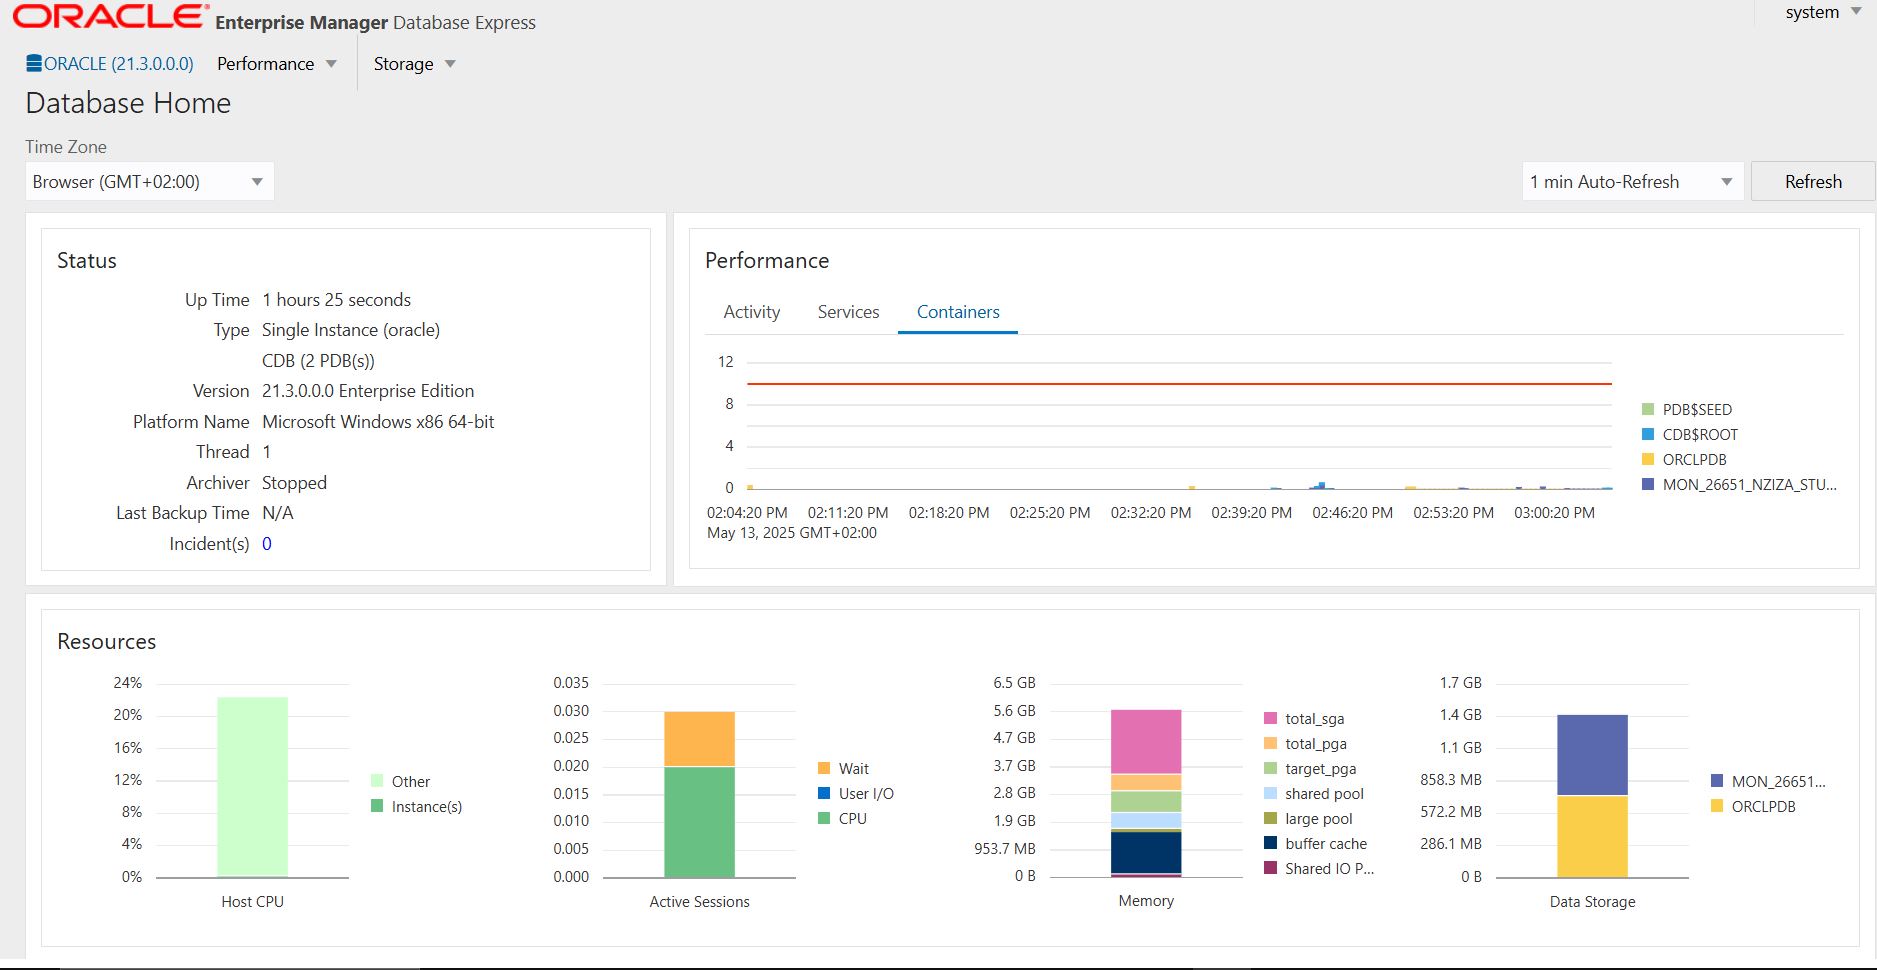 ORACLE® Enterprise Manager Database Express
system
ORACLE (21.3.0.0.0) Performance Storage
Database Home
Time Zone
Browser (GMT+02:00)
1 min Auto-Refresh Refresh
Status
Up Time 1 hours 25 seconds
Type Single Instance (oracle)
CDB (2 PDB(s))
Version 21.3.0.0.0 Enterprise Edition
Platform Name Microsoft Windows x86 64-bit
Thread 1
Archiver Stopped
Last Backup Time N/A
Incident(s) 0
Performance
Activity Services Containers
12
8
4
0
02:04:20 PM 02:11:20 PM 02:18:20 PM 02:25:20 PM 02:32:20 PM 02:39:20 PM 02:46:20 PM 02:53:20 PM 03:00:20 PM
May 13, 2025 GMT+02:00
PDB$SEED
CDB$ROOT
ORCLPDB
MON_26651_NZIZA_STU...
Resources
24%
20%
16%
12%
8%
4%
0%
Host CPU
Other
Instance(s)
0.035
0.030
0.025
0.020
0.015
0.010
0.005
0.000
Active Sessions
Wait
User I/O
CPU
6.5 GB
5.6 GB
4.7 GB
3.7 GB
2.8 GB
1.9 GB
953.7 MB
0 B
Memory
total_sga
total_pga
target_pga
shared pool
large pool
buffer cache
Shared IO P...
1.7 GB
1.4 GB
1.1 GB
858.3 MB
572.2 MB
286.1 MB
0 B
Data Storage
MON_26651...
ORCLPDB